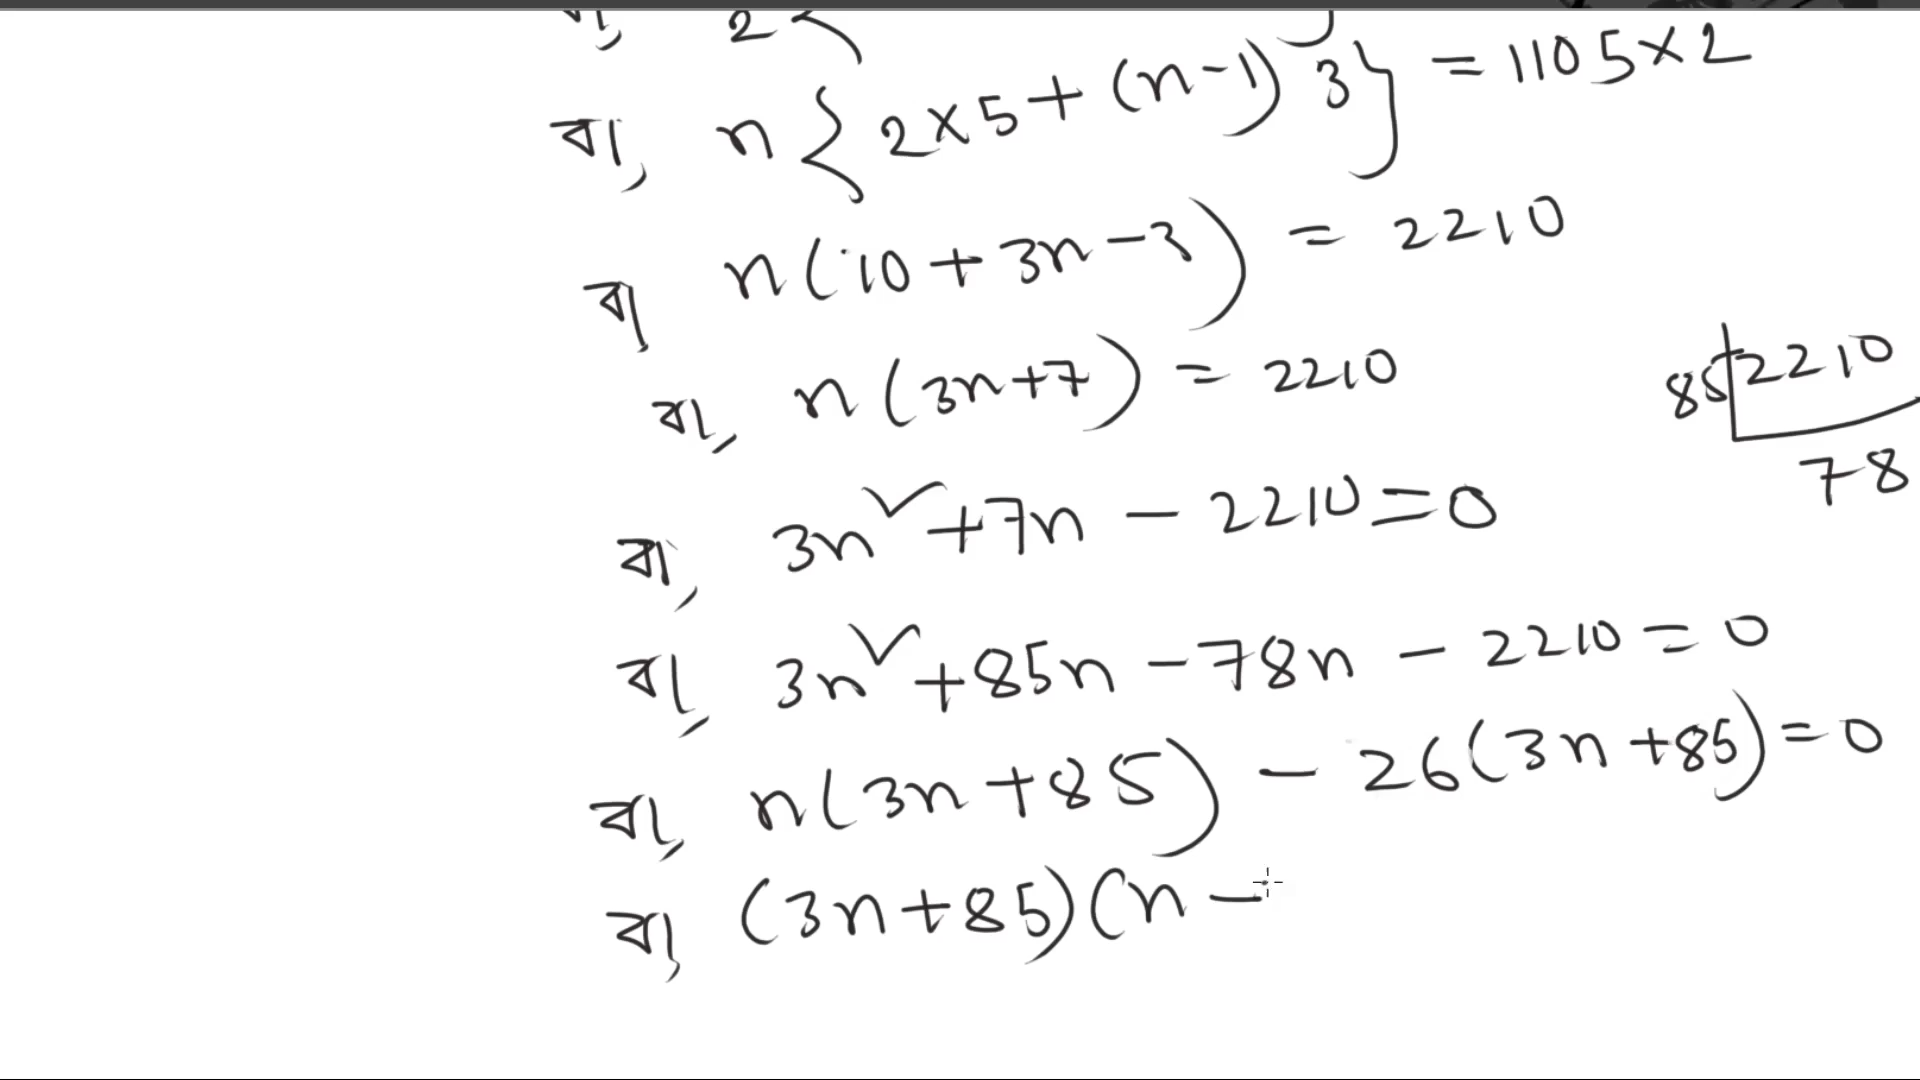 বা, 2{
বা, n{2×5+(n-1)3} = 1105×2
বা n(10+3n-3) = 2210
বা, n(3n+7) = 2210
85 2210
78
বা, 3n²+7n-2210=0
বা, 3n²+85n-78n-2210=0
বা, n(3n+85)-26(3n+85)=0
বা, (3n+85)(n-